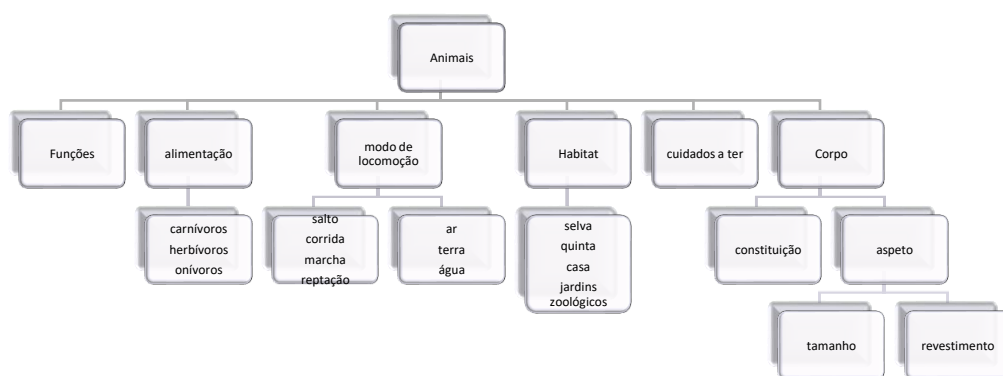 Animais
Funções
alimentação
modo de
locomoção
Habitat
cuidados a ter
Corpo
carnívoros
herbívoros
onívoros
salto
corrida
marcha
reptação
ar
terra
água
selva
quinta
casa
jardins
zoológicos
constituição
aspeto
tamanho
revestimento